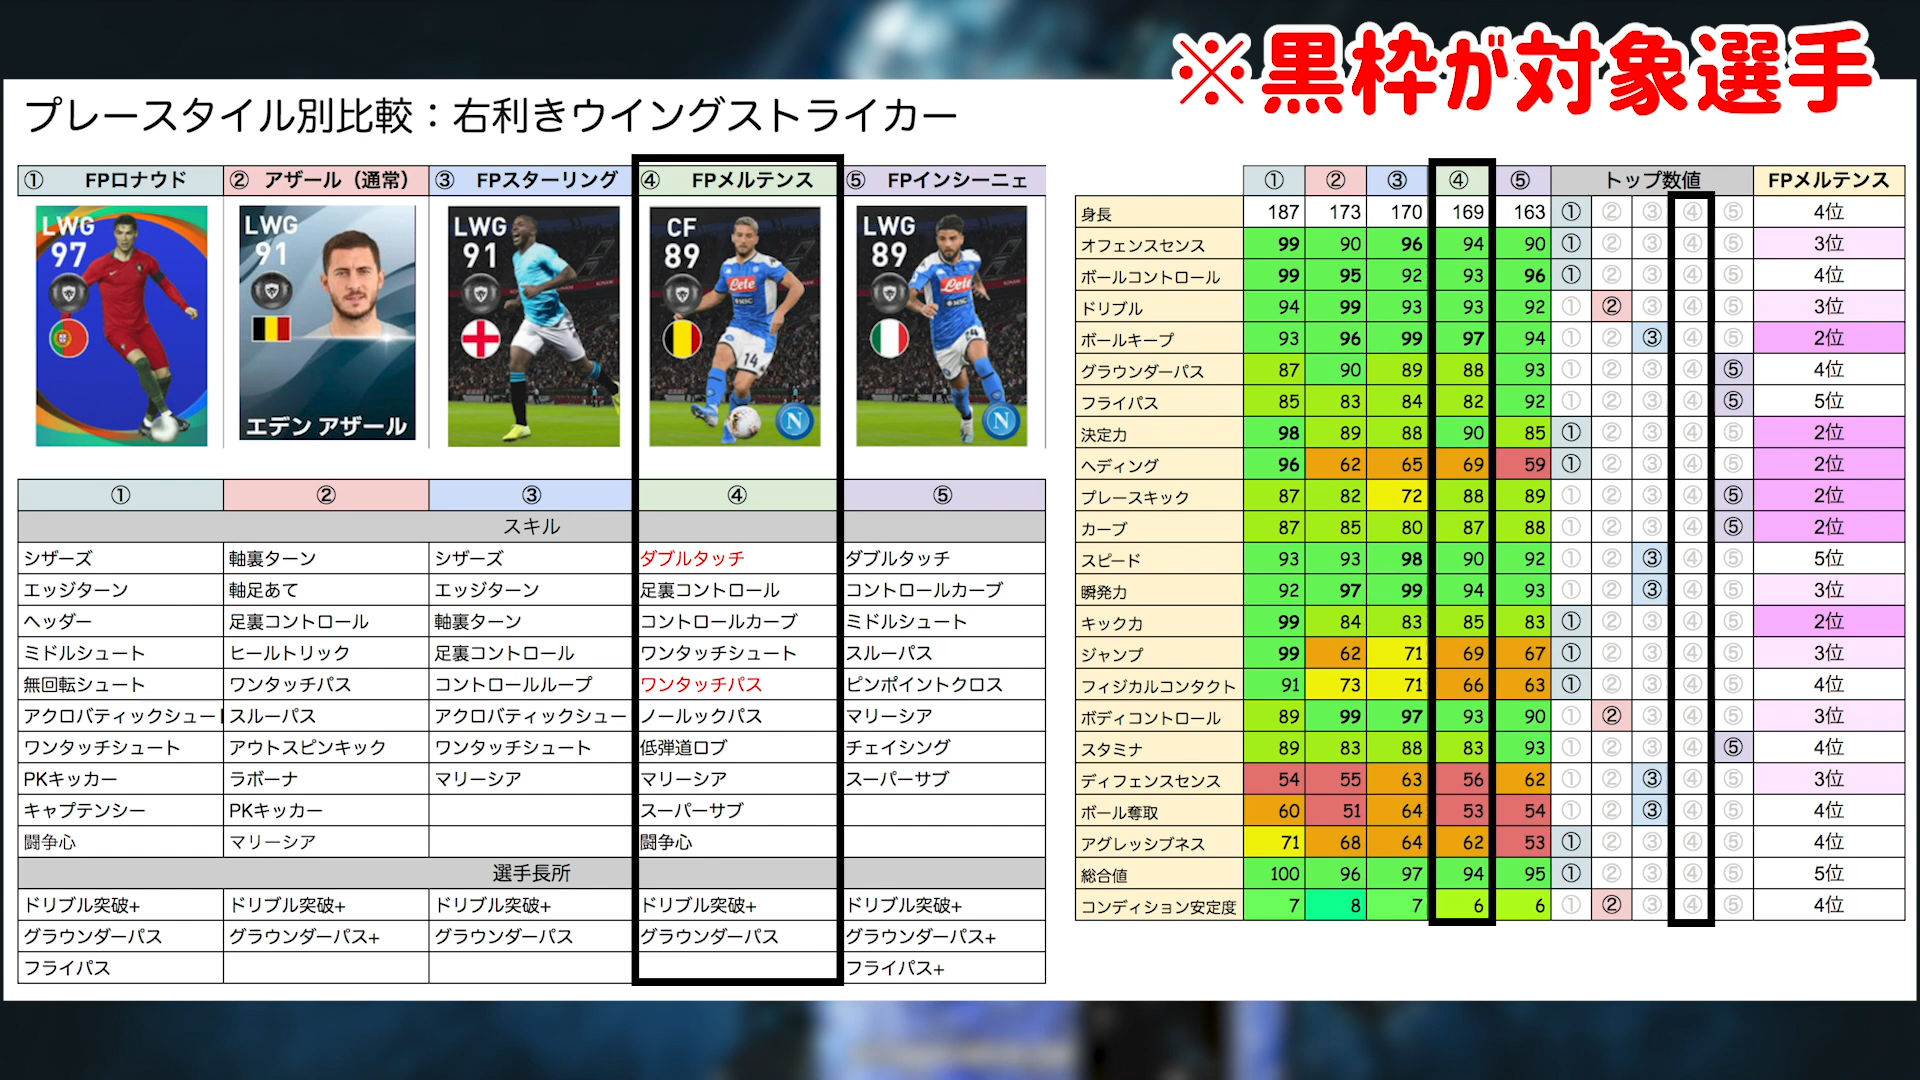 ※黒枠が対象選手
プレースタイル別比較：右利きウイングストライカー
① FPロナウド ② アザール（通常） ③ FPスターリング ④ FPメルテンス ⑤ FPインシーニェ
LWG 97 LWG 91 LWG 91 CF 89 LWG 89
エデン アザール
① ② ③ ④ ⑤
スキル
シザーズ 軸裏ターン シザーズ ダブルタッチ ダブルタッチ
エッジターン 軸足あて エッジターン 足裏コントロール コントロールカーブ
ヘッダー 足裏コントロール 軸裏ターン コントロールカーブ ミドルシュート
ミドルシュート ヒールトリック 足裏コントロール ワンタッチシュート スルーパス
無回転シュート ワンタッチパス コントロールループ ワンタッチパス ピンポイントクロス
アクロバティックシュート スルーパス アクロバティックシュー ノールックパス マリーシア
ワンタッチシュート アウトスピンキック ワンタッチシュート 低弾道ロブ チェイシング
PKキッカー ラボーナ マリーシア マリーシア スーパーサブ
キャプテンシー PKキッカー スーパーサブ
闘争心 マリーシア 闘争心
選手長所
ドリブル突破+ ドリブル突破+ ドリブル突破+ ドリブル突破+ ドリブル突破+
グラウンダーパス グラウンダーパス+ グラウンダーパス グラウンダーパス グラウンダーパス+
フライパス フライパス+
① ② ③ ④ ⑤ トップ数値 FPメルテンス
身長 187 173 170 169 163 ① ② ③ ④ ⑤ 4位
オフェンスセンス 99 90 96 94 90 ① ② ③ ④ ⑤ 3位
ボールコントロール 99 95 92 93 96 ① ② ③ ④ ⑤ 4位
ドリブル 94 99 93 93 92 ① ② ③ ④ ⑤ 3位
ボールキープ 93 96 99 97 94 ① ② ③ ④ ⑤ 2位
グラウンダーパス 87 90 89 88 93 ① ② ③ ④ ⑤ 4位
フライパス 85 83 84 82 92 ① ② ③ ④ ⑤ 5位
決定力 98 89 88 90 85 ① ② ③ ④ ⑤ 2位
ヘディング 96 62 65 69 59 ① ② ③ ④ ⑤ 2位
プレースキック 87 82 72 88 89 ① ② ③ ④ ⑤ 2位
カーブ 87 85 80 87 88 ① ② ③ ④ ⑤ 2位
スピード 93 93 98 90 92 ① ② ③ ④ ⑤ 5位
瞬発力 92 97 99 94 93 ① ② ③ ④ ⑤ 3位
キック力 99 84 83 85 83 ① ② ③ ④ ⑤ 2位
ジャンプ 99 62 71 69 67 ① ② ③ ④ ⑤ 3位
フィジカルコンタクト 91 73 71 66 63 ① ② ③ ④ ⑤ 4位
ボディコントロール 89 99 97 93 90 ① ② ③ ④ ⑤ 3位
スタミナ 89 83 88 83 93 ① ② ③ ④ ⑤ 4位
ディフェンスセンス 54 55 63 56 62 ① ② ③ ④ ⑤ 3位
ボール奪取 60 51 64 53 54 ① ② ③ ④ ⑤ 4位
アグレッシブネス 71 68 64 62 53 ① ② ③ ④ ⑤ 4位
総合値 100 96 97 94 95 ① ② ③ ④ ⑤ 5位
コンディション安定度 7 8 7 6 6 ① ② ③ ④ ⑤ 4位